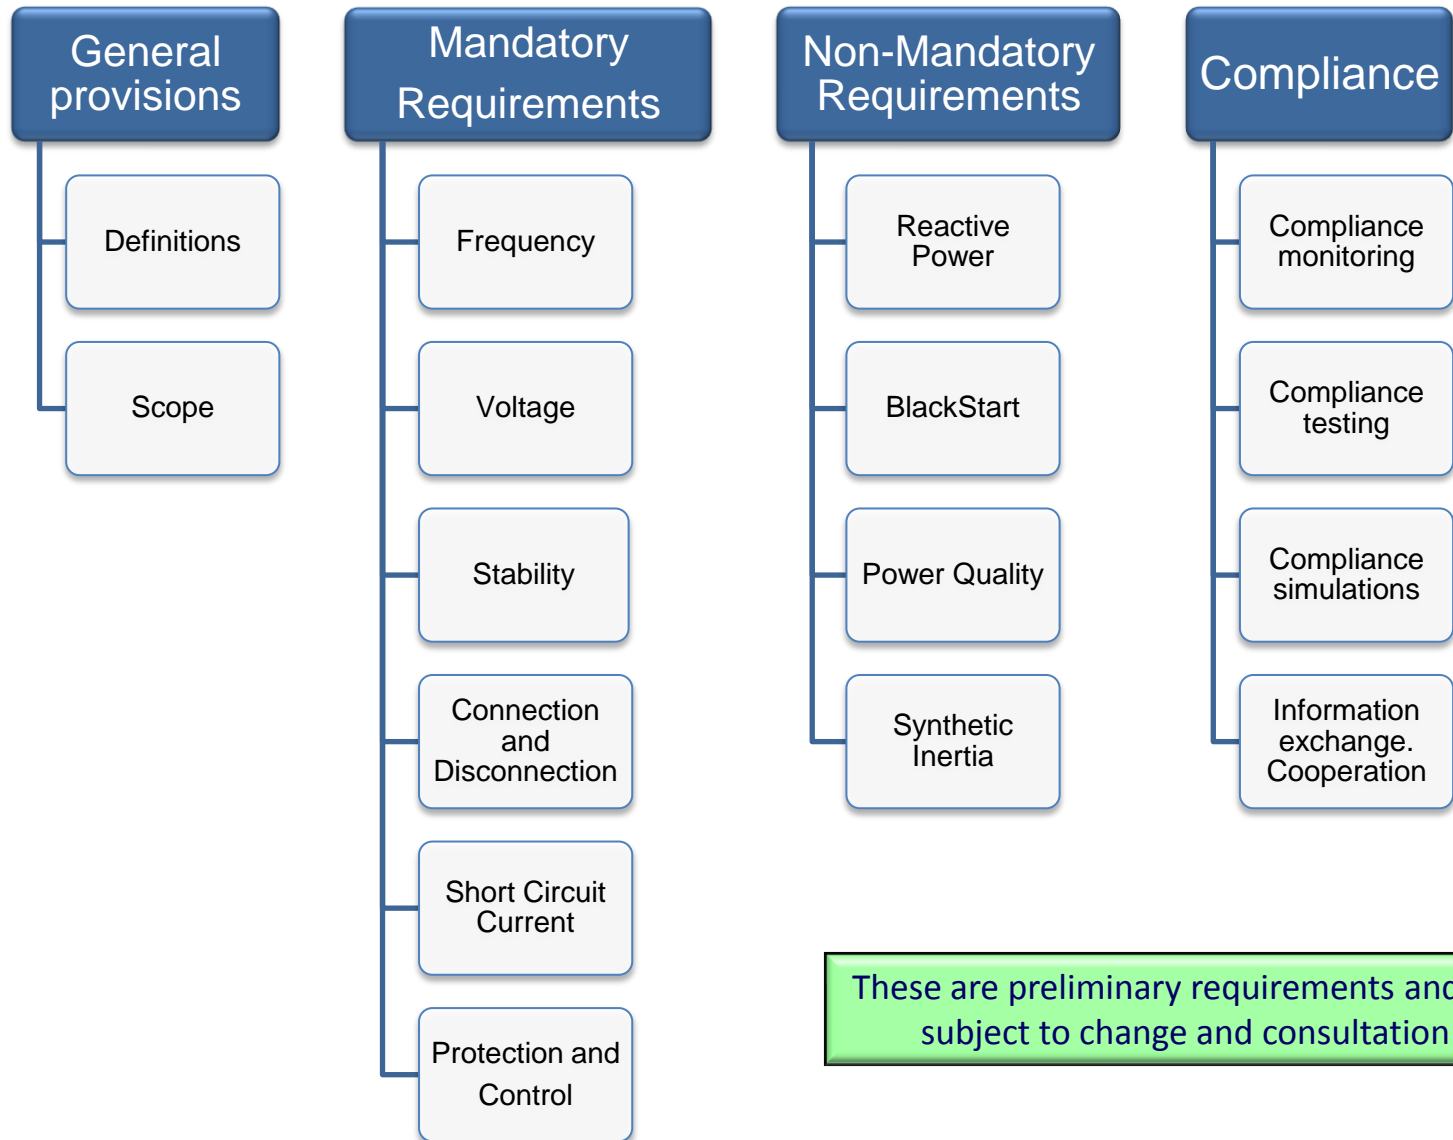 General
provisions
Definitions
Scope
Mandatory
Requirements
Frequency
Voltage
Stability
Connection
and
Disconnection
Short Circuit
Current
Protection and
Control
Non-Mandatory
Requirements
Reactive
Power
BlackStart
Power Quality
Synthetic
Inertia
Compliance
Compliance
monitoring
Compliance
testing
Compliance
simulations
Information
exchange.
Cooperation
These are preliminary requirements and
subject to change and consultation